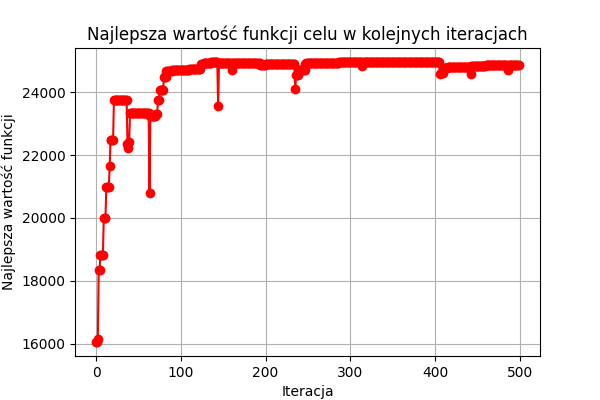 Najlepsza wartość funkcji celu w kolejnych iteracjach
Najlepsza wartość funkcji
24000
22000
20000
18000
16000
0 100 200 300 400 500
Iteracja